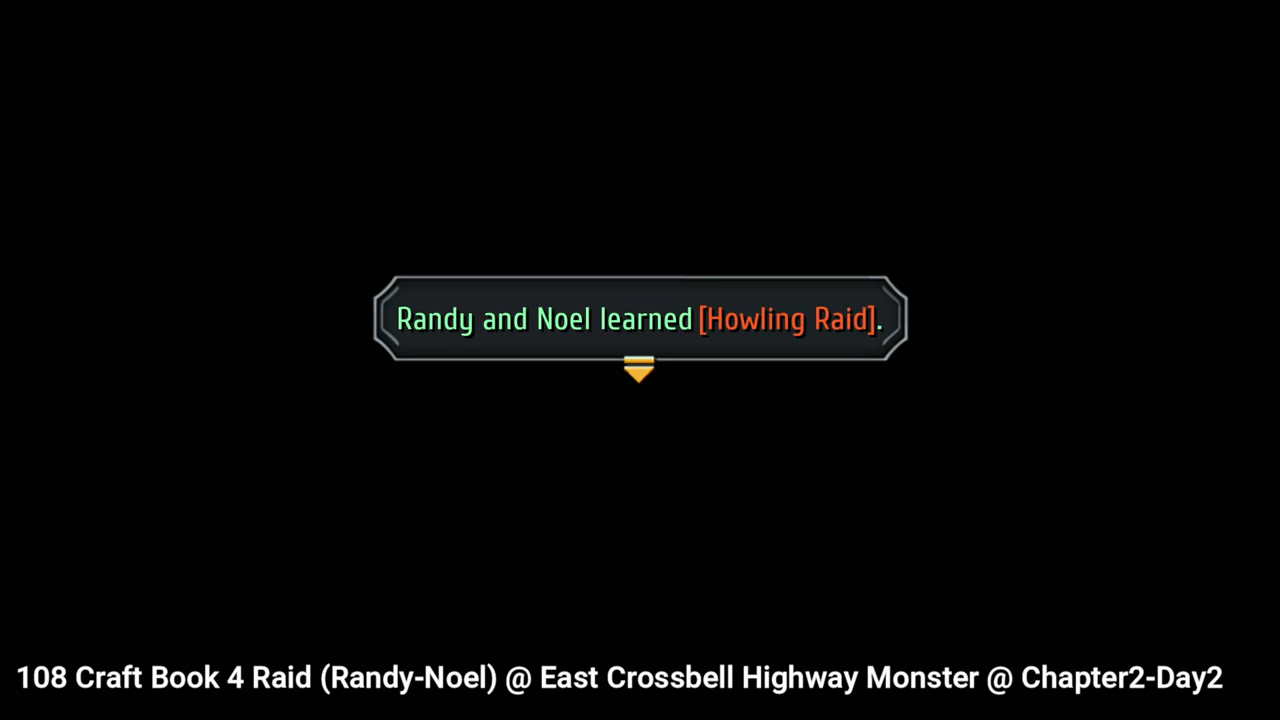 Randy and Noel learned [Howling Raid].
108 Craft Book 4 Raid (Randy-Noel) @ East Crossbell Highway Monster @ Chapter2-Day2